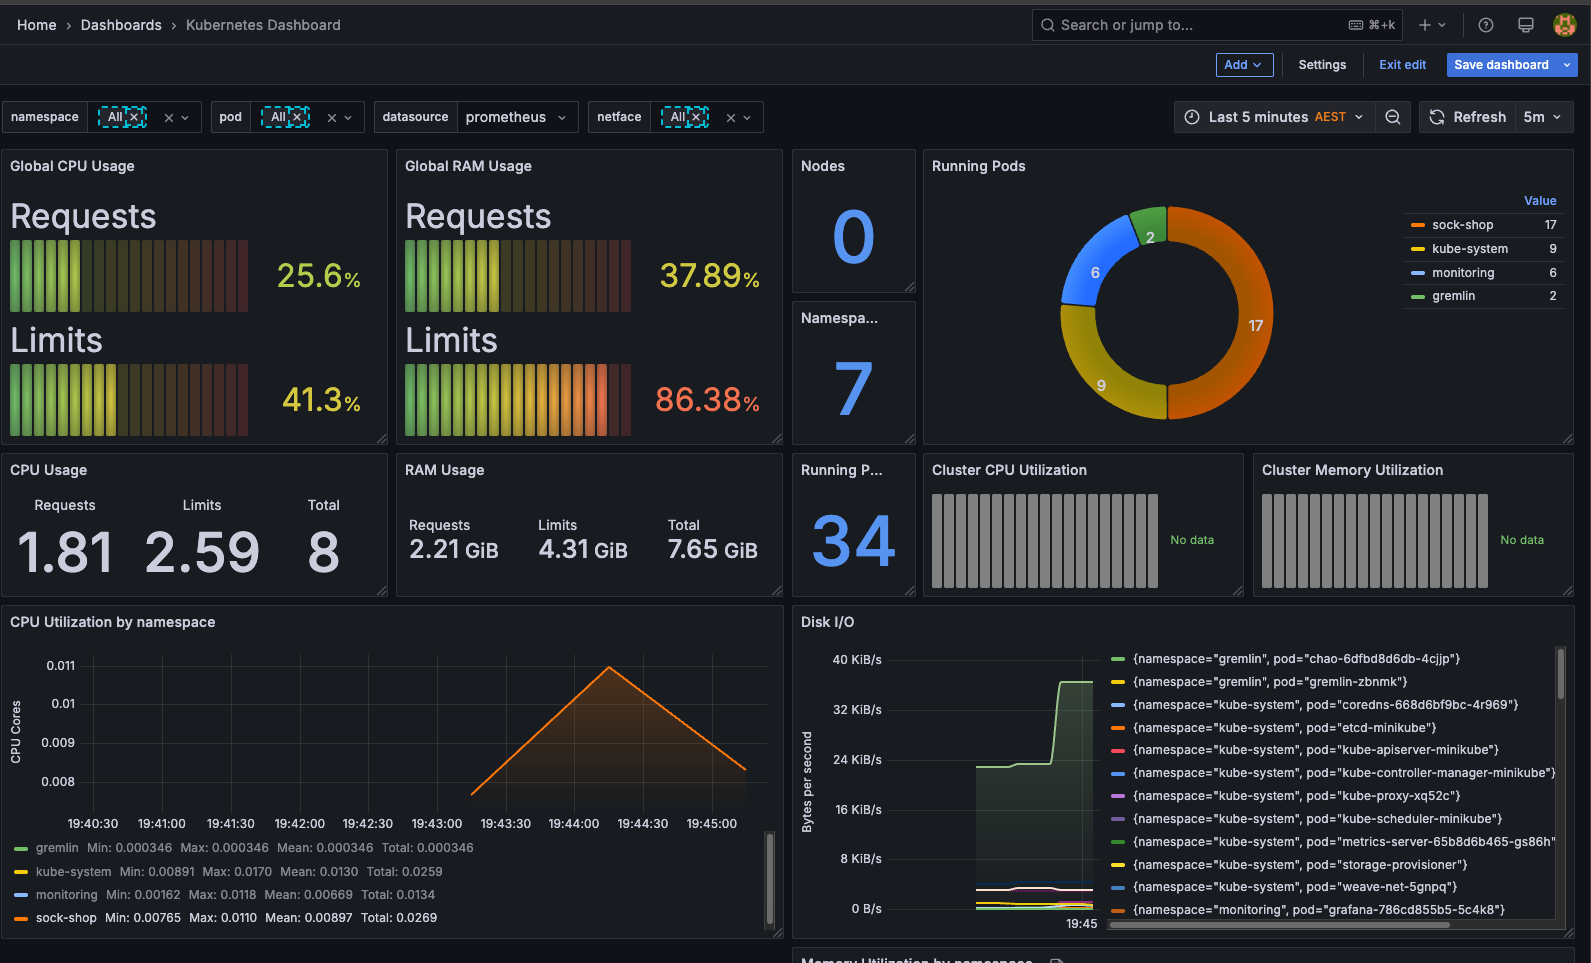 Home › Dashboards › Kubernetes Dashboard
Search or jump to... ⌘+k
Add
Settings
Exit edit
Save dashboard
namespace All
pod All
datasource prometheus
netface All
Last 5 minutes AEST
Refresh 5m
Global CPU Usage
Requests
25.6%
Limits
41.3%
Global RAM Usage
Requests
37.89%
Limits
86.38%
Nodes
0
Namespa...
7
Running Pods
2
6
17
9
Value
sock-shop 17
kube-system 9
monitoring 6
gremlin 2
CPU Usage
Requests Limits Total
1.81 2.59 8
RAM Usage
Requests Limits Total
2.21 GiB 4.31 GiB 7.65 GiB
Running P...
34
Cluster CPU Utilization
No data
Cluster Memory Utilization
No data
CPU Utilization by namespace
CPU Cores
0.011
0.01
0.009
0.008
19:40:30 19:41:00 19:41:30 19:42:00 19:42:30 19:43:00 19:43:30 19:44:00 19:44:30 19:45:00
gremlin Min: 0.000346 Max: 0.000346 Mean: 0.000346 Total: 0.000346
kube-system Min: 0.00891 Max: 0.0170 Mean: 0.0130 Total: 0.0259
monitoring Min: 0.00162 Max: 0.0118 Mean: 0.00669 Total: 0.0134
sock-shop Min: 0.00765 Max: 0.0110 Mean: 0.00897 Total: 0.0269
Disk I/O
Bytes per second
40 KiB/s
32 KiB/s
24 KiB/s
16 KiB/s
8 KiB/s
0 B/s
19:45
{namespace="gremlin", pod="chao-6dfbd8d6db-4cjjp"}
{namespace="gremlin", pod="gremlin-zbnmk"}
{namespace="kube-system", pod="coredns-668d6bf9bc-4r969"}
{namespace="kube-system", pod="etcd-minikube"}
{namespace="kube-system", pod="kube-apiserver-minikube"}
{namespace="kube-system", pod="kube-controller-manager-minikube"}
{namespace="kube-system", pod="kube-proxy-xq52c"}
{namespace="kube-system", pod="kube-scheduler-minikube"}
{namespace="kube-system", pod="metrics-server-65b8d6b465-gs86h"
{namespace="kube-system", pod="storage-provisioner"}
{namespace="kube-system", pod="weave-net-5gnpq"}
{namespace="monitoring", pod="grafana-786cd855b5-5c4k8"}
Memory Utilization by namespace